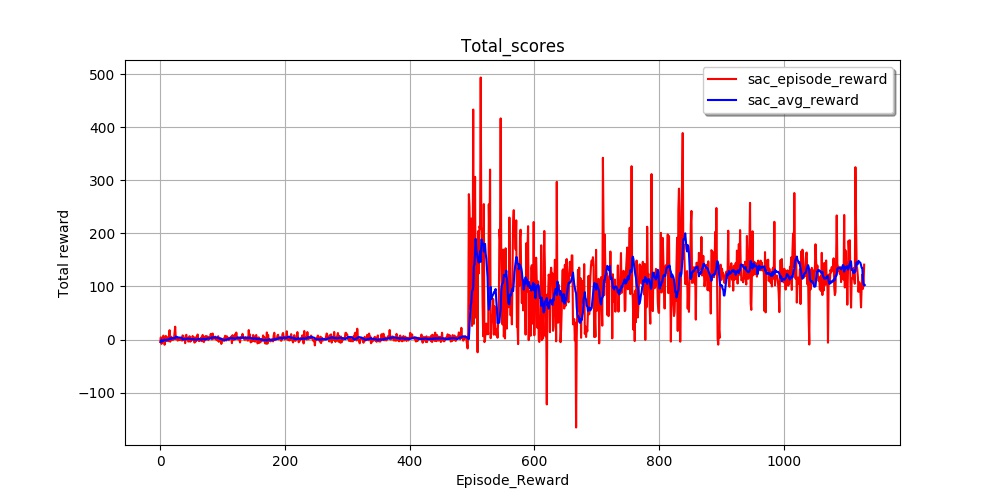 Total_scores
sac_episode_reward
sac_avg_reward
500
400
300
200
100
0
−100
Total reward
0 200 400 600 800 1000
Episode_Reward